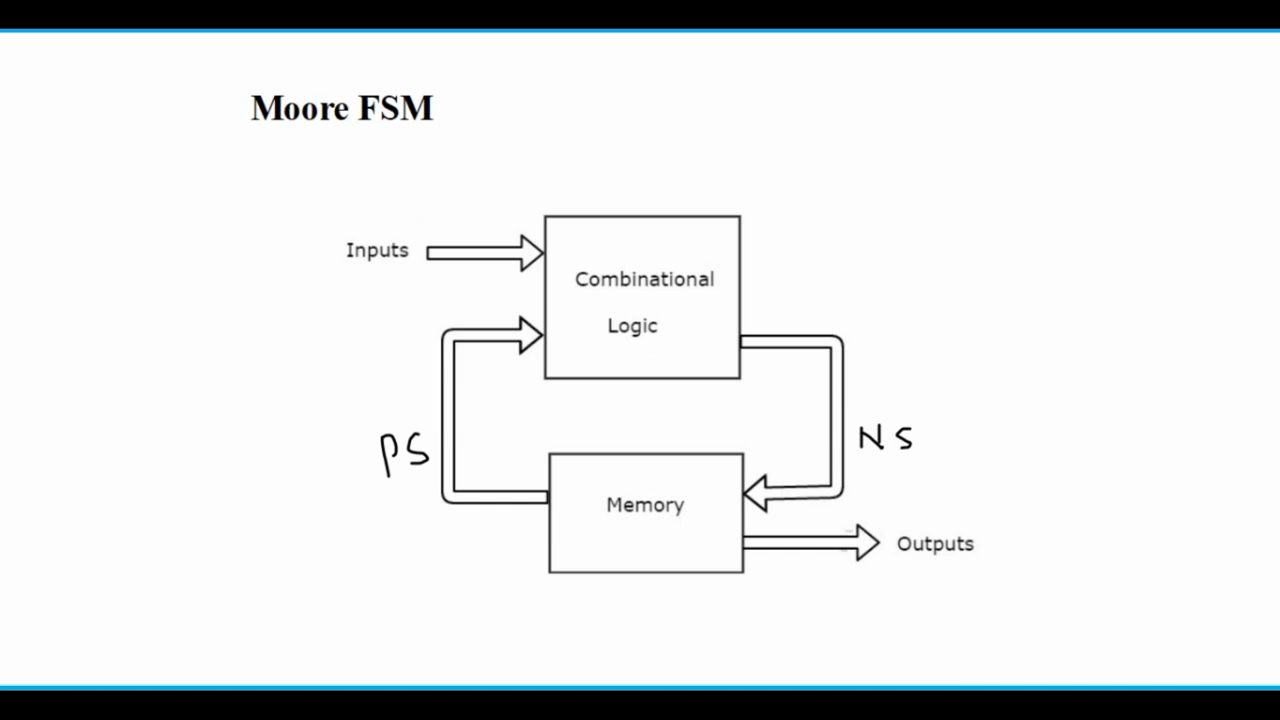 Moore FSM
Inputs
Combinational
Logic
PS
NS
Memory
Outputs